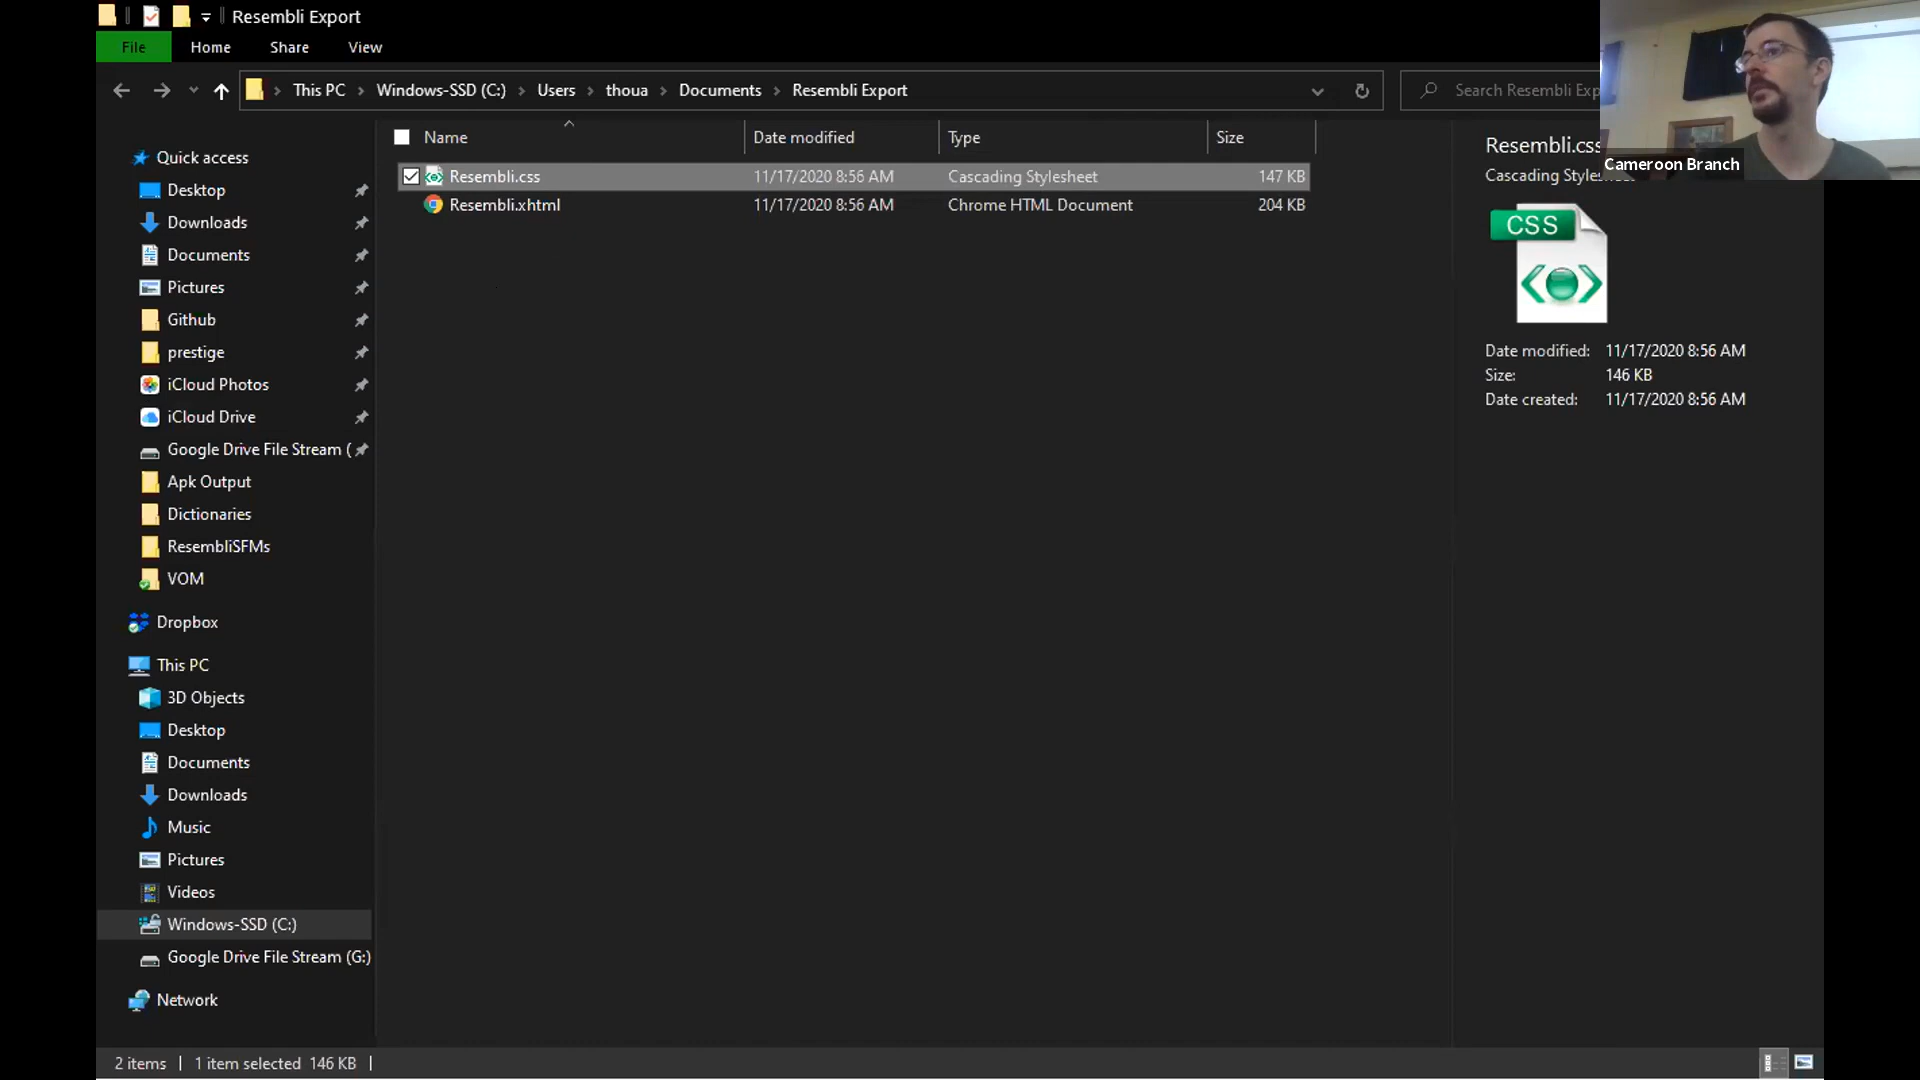 Resembli Export
File Home Share View
This PC Windows-SSD (C:) Users thoua Documents Resembli Export
Search Resembli Exp
Name Date modified Type Size
Resembli.css 11/17/2020 8:56 AM Cascading Stylesheet 147 KB
Resembli.xhtml 11/17/2020 8:56 AM Chrome HTML Document 204 KB
Quick access
Desktop
Downloads
Documents
Pictures
Github
prestige
iCloud Photos
iCloud Drive
Google Drive File Stream (
Apk Output
Dictionaries
ResembliSFMs
VOM
Dropbox
This PC
3D Objects
Desktop
Documents
Downloads
Music
Pictures
Videos
Windows-SSD (C:)
Google Drive File Stream (G:)
Network
Resembli.css
Cascading Styles
CSS
Date modified: 11/17/2020 8:56 AM
Size: 146 KB
Date created: 11/17/2020 8:56 AM
Cameroon Branch
2 items 1 item selected 146 KB